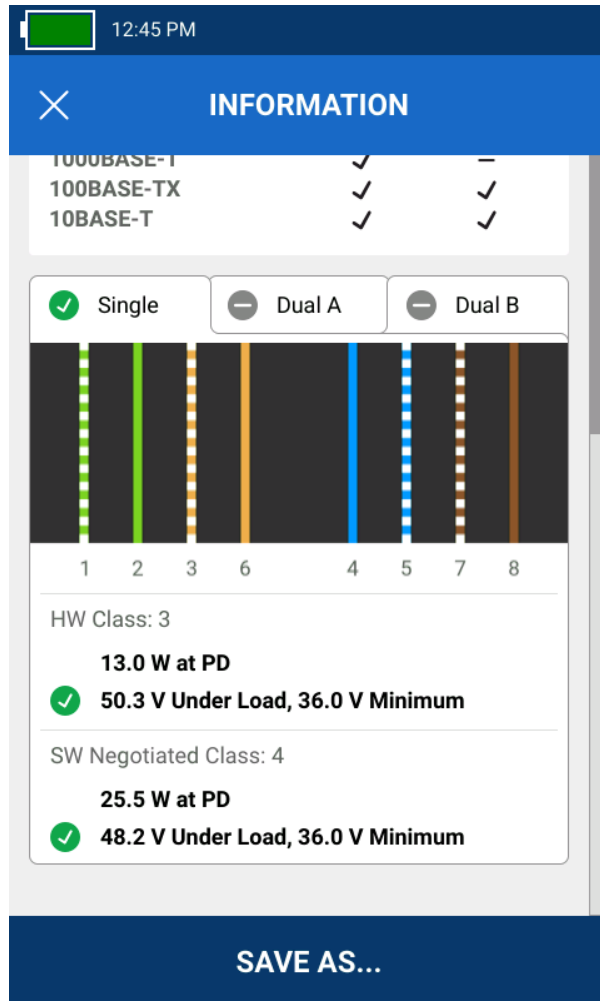 12:45 PM
INFORMATION
1000BASE-T
100BASE-TX
10BASE-T
Single Dual A Dual B
1 2 3 6 4 5 7 8
HW Class: 3
13.0 W at PD
50.3 V Under Load, 36.0 V Minimum
SW Negotiated Class: 4
25.5 W at PD
48.2 V Under Load, 36.0 V Minimum
SAVE AS...